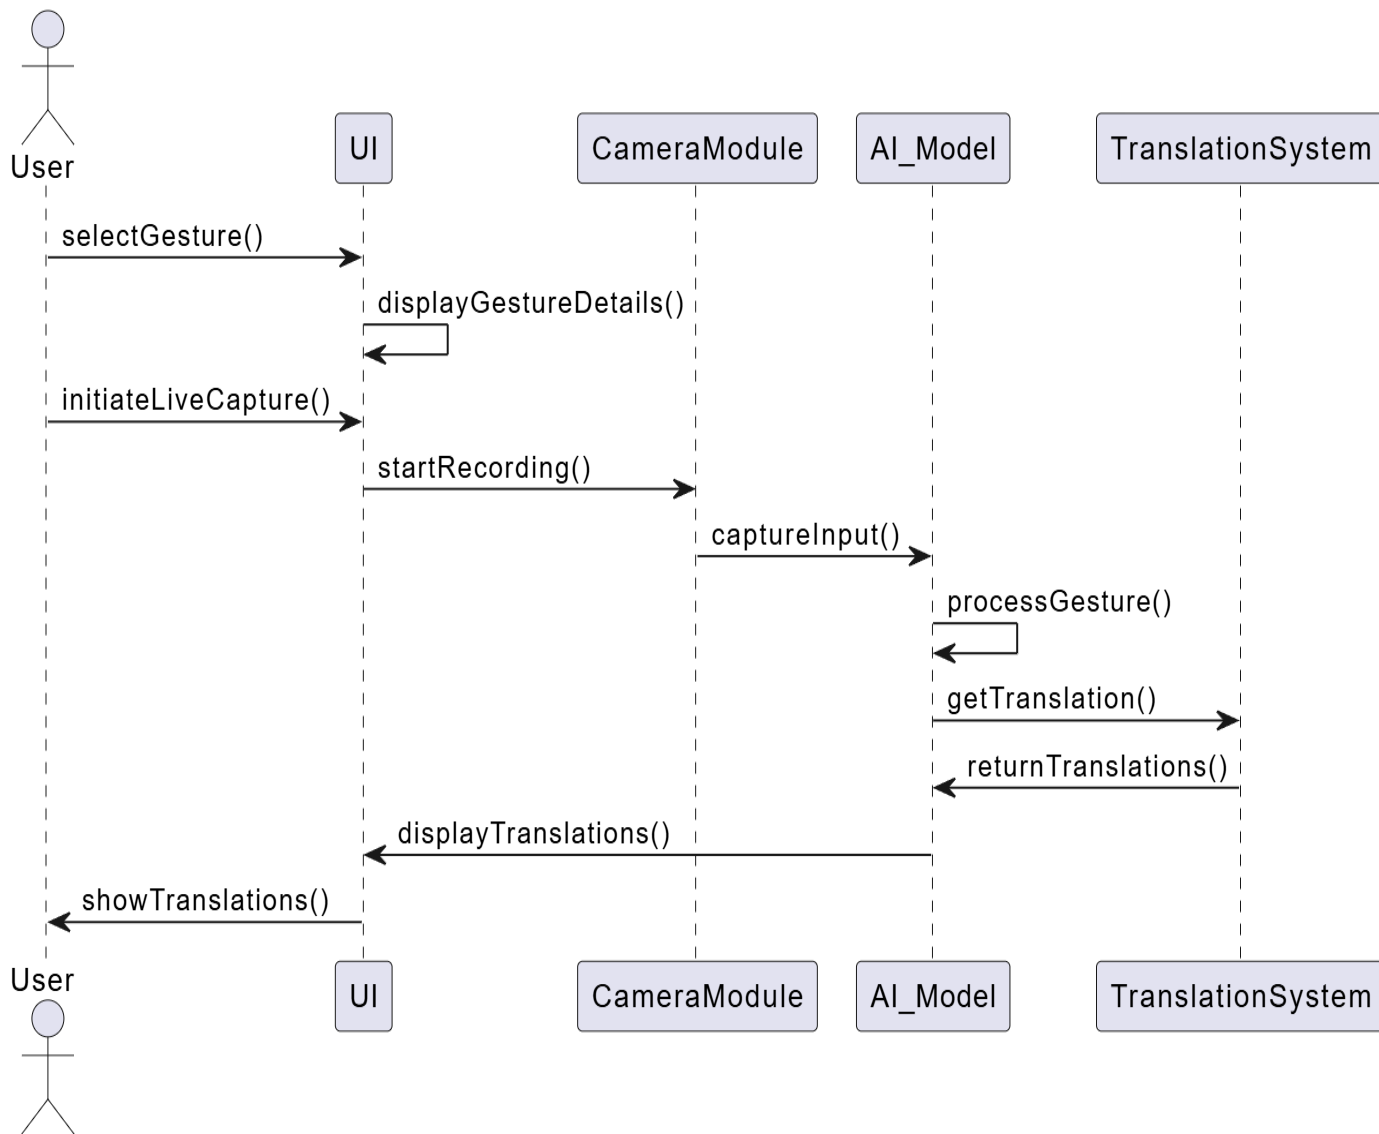 User
UI
CameraModule
AI_Model
TranslationSystem
selectGesture()
displayGestureDetails()
initiateLiveCapture()
startRecording()
captureInput()
processGesture()
getTranslation()
returnTranslations()
displayTranslations()
showTranslations()
User
UI
CameraModule
AI_Model
TranslationSystem